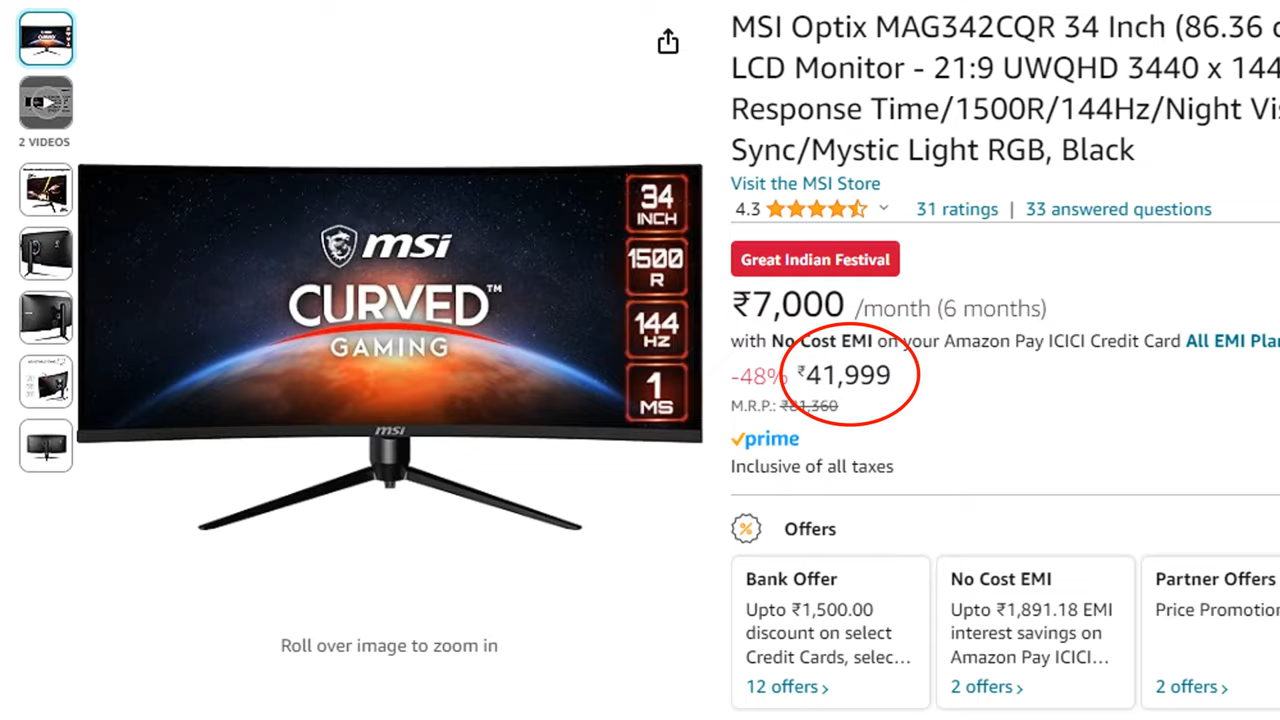 2 VIDEOS
34
INCH
1500
R
144
HZ
1
MS
msi
CURVED™
GAMING
msi
Roll over image to zoom in
MSI Optix MAG342CQR 34 Inch (86.36
LCD Monitor - 21:9 UWQHD 3440 x 144
Response Time/1500R/144Hz/Night
Sync/Mystic Light RGB, Black
Visit the MSI Store
4.3
31 ratings | 33 answered questions
Great Indian Festival
₹7,000 /month (6 months)
with No Cost EMI on your Amazon Pay ICICI Credit Card All EMI
-48% ₹41,999
M.R.P.: ₹81,360
prime
Inclusive of all taxes
% Offers
Bank Offer
Upto ₹1,500.00
discount on select
Credit Cards, selec...
12 offers ›
No Cost EMI
Upto ₹1,891.18 EMI
interest savings on
Amazon Pay ICICI...
2 offers ›
Partner Offers
Price
2 offers ›